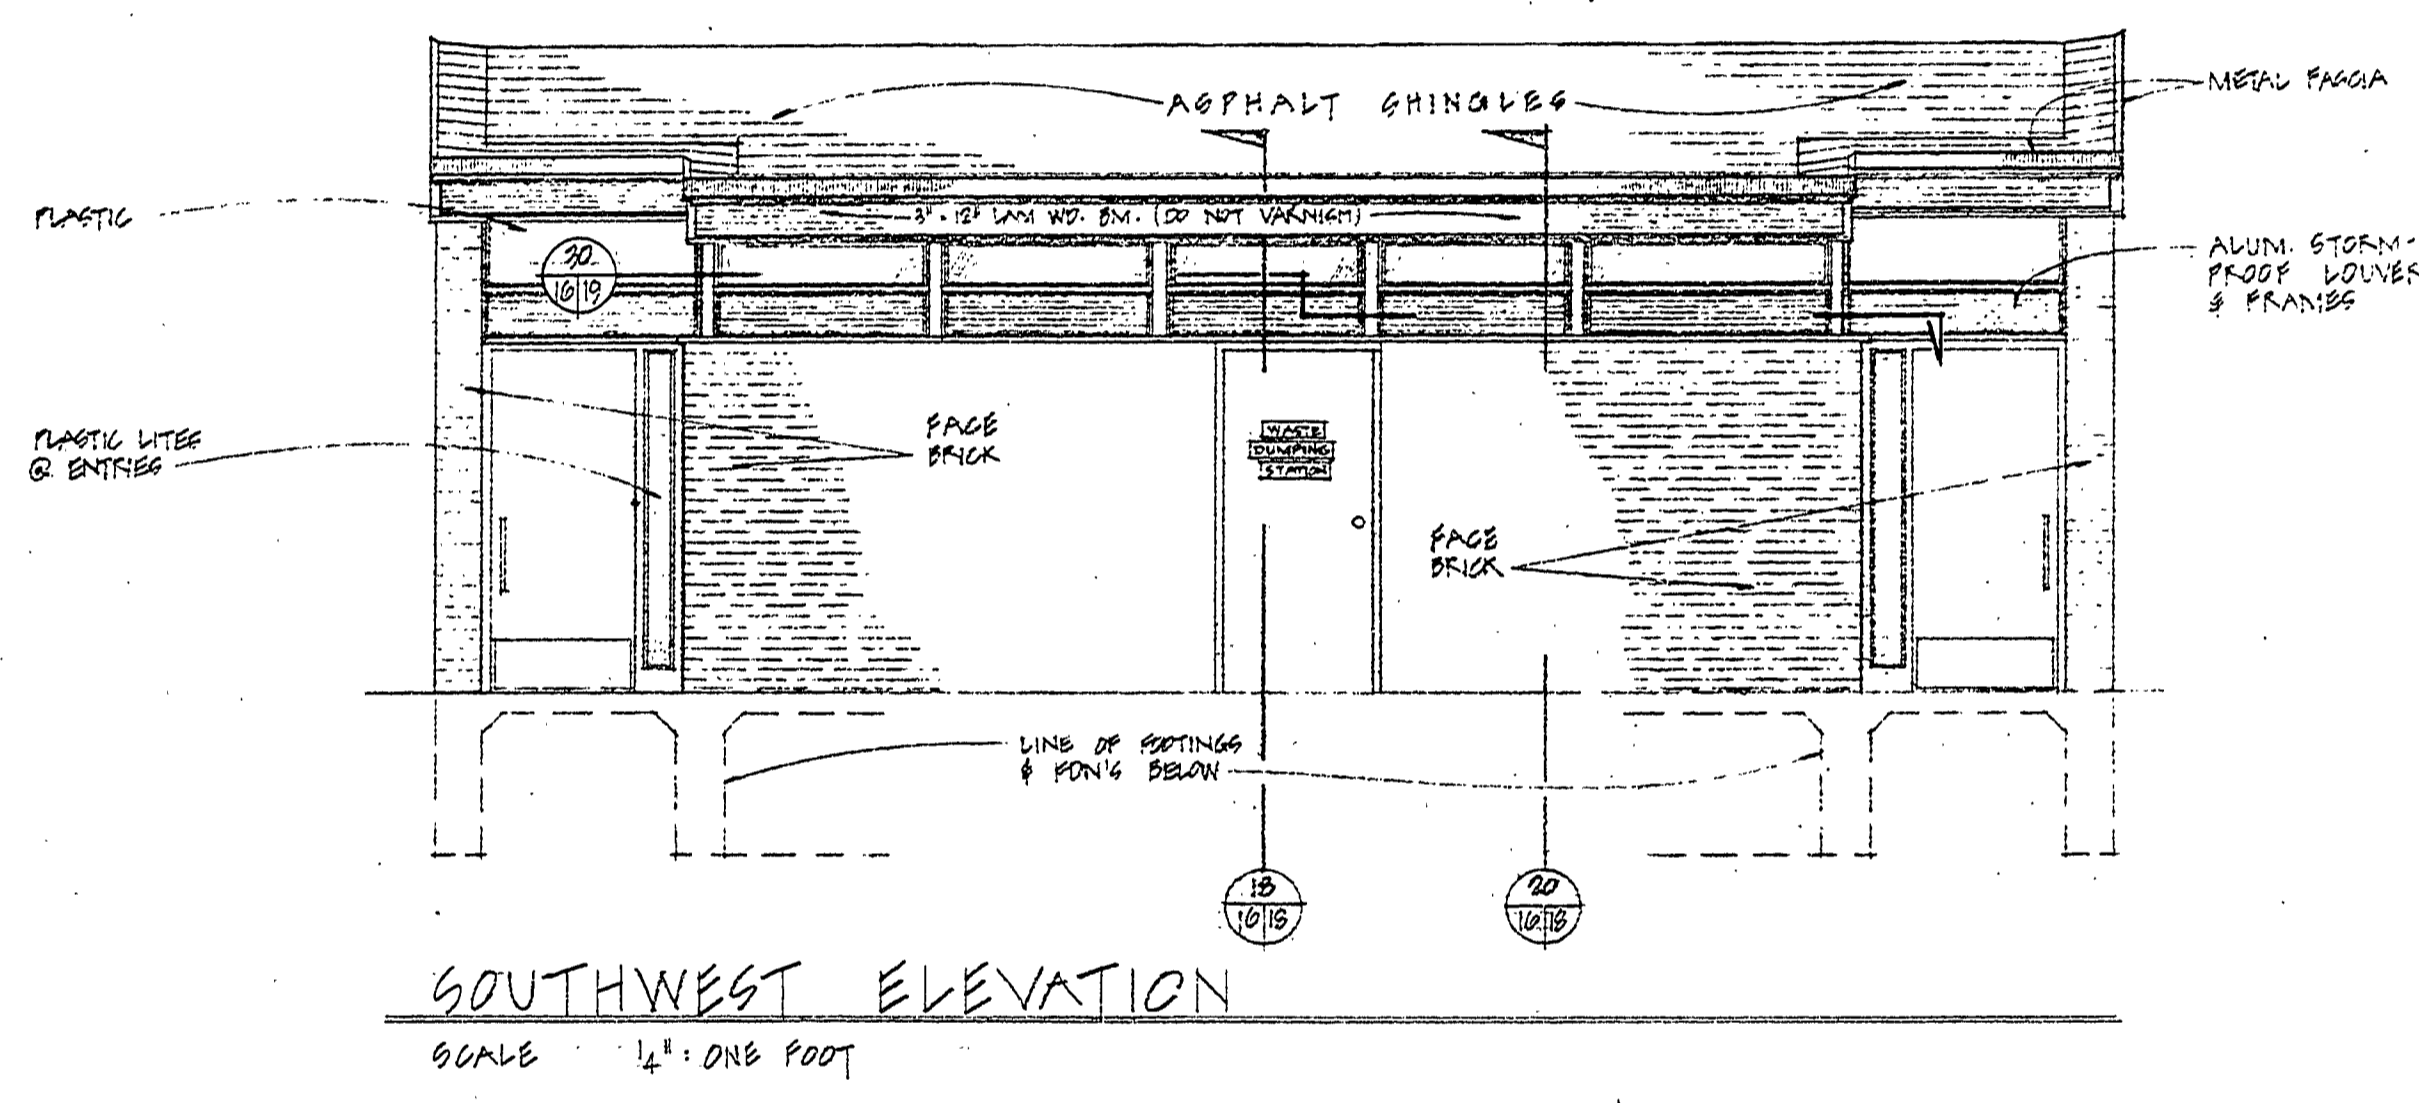 ASPHALT SHINGLES
METAL FASCIA
PLASTIC
3" - 12" LAM WD. BM. (DO NOT VARNISH)
ALUM. STORM-
PROOF LOUVER
& FRAMES
30
16 19
PLASTIC LITES
@ ENTRIES
FACE
BRICK
WASTE
DUMPING
STATION
FACE
BRICK
LINE OF FOOTINGS
& FDN'S BELOW
18
16 18
20
16 18
SOUTHWEST ELEVATION
SCALE 1/4" : ONE FOOT